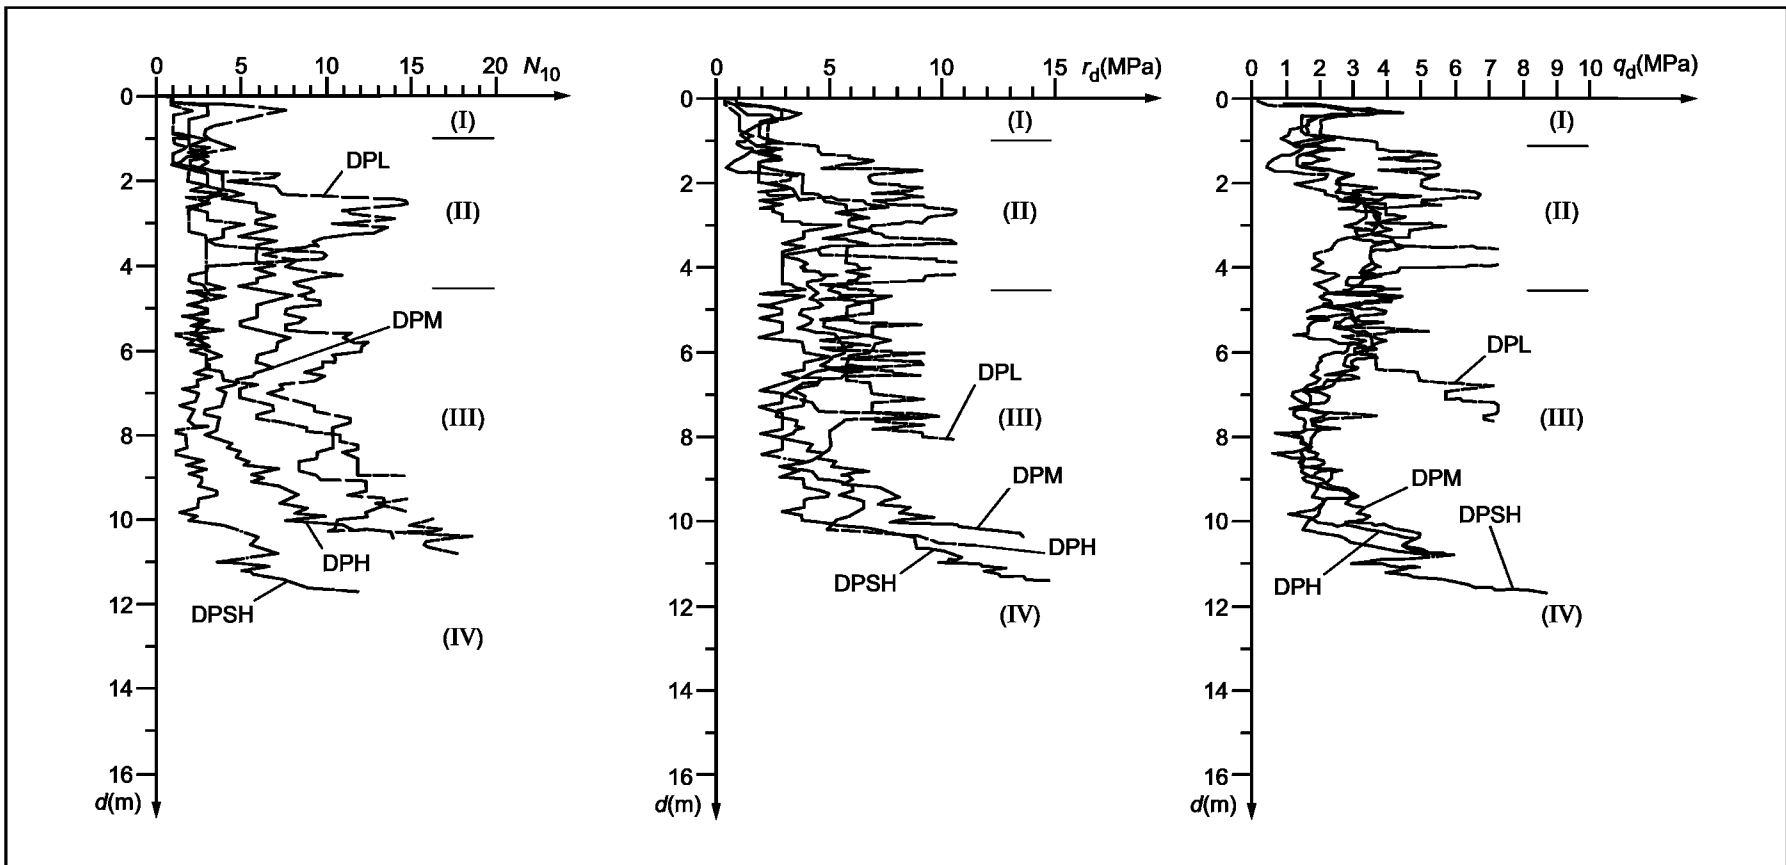 0 5 10 15 20 N10
0
2
4
6
8
10
12
14
16
d(m)
(I)
(II)
(III)
(IV)
DPL
DPM
DPH
DPSH
0 5 10 15 rd(MPa)
0
2
4
6
8
10
12
14
16
d(m)
(I)
(II)
(III)
(IV)
DPL
DPM
DPH
DPSH
0 1 2 3 4 5 6 7 8 9 10 qd(MPa)
0
2
4
6
8
10
12
14
16
d(m)
(I)
(II)
(III)
(IV)
DPL
DPM
DPSH
DPH